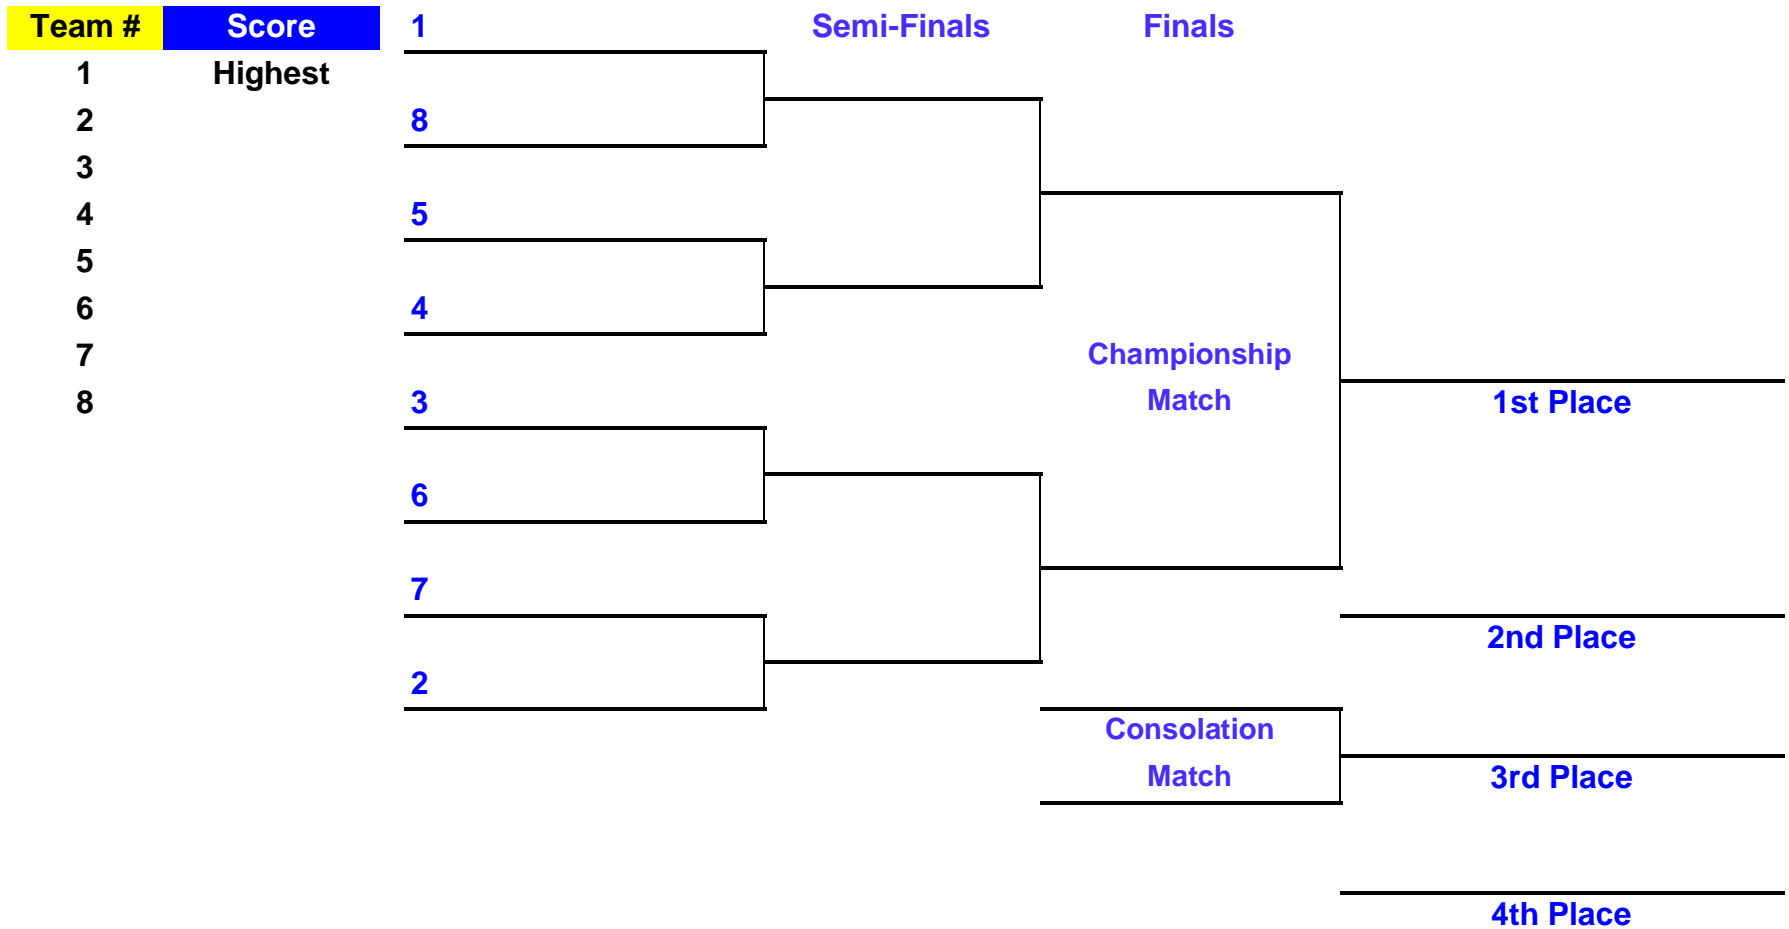 Team # Score 1 Semi-Finals Finals
1 Highest
2 8
3
4 5
5
6 4
7 Championship
8 3 Match 1st Place
6
7
2nd Place
2
Consolation
Match 3rd Place
4th Place